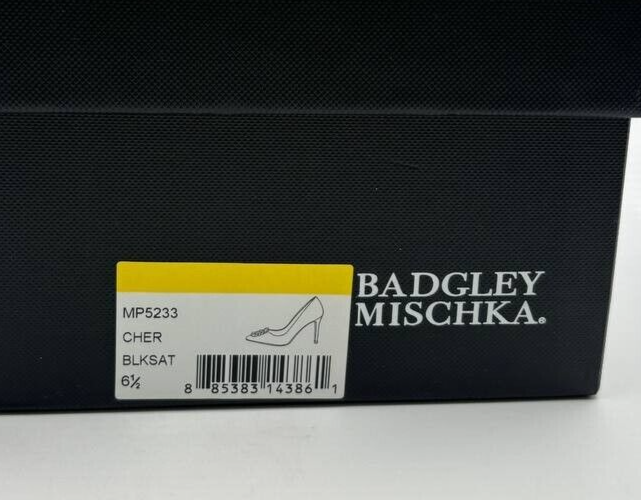 MP5233
CHER
BLKSAT
6½
8 85383 14386 1
BADGLEY
MISCHKA®